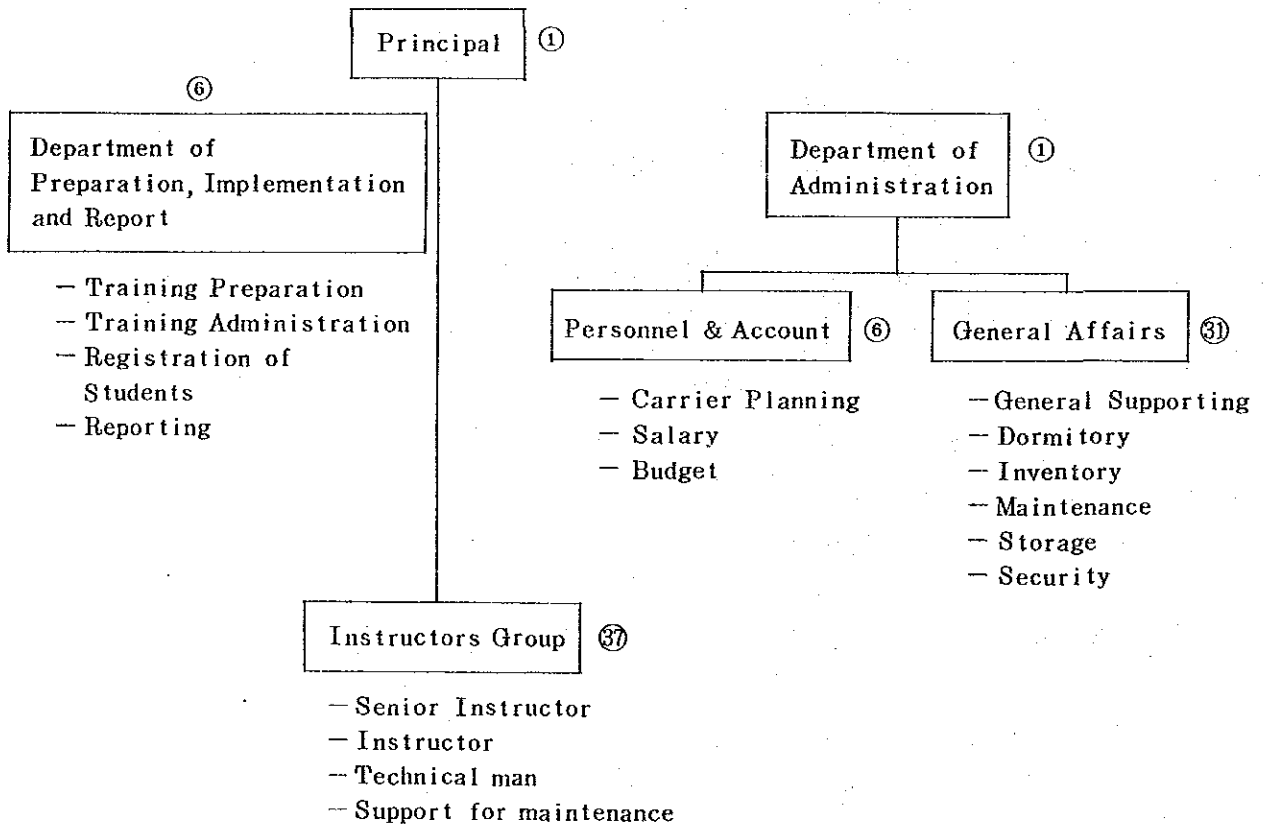 Principal ①
⑥
Department of
Preparation, Implementation
and Report
— Training Preparation
— Training Administration
— Registration of
Students
— Reporting
Department of
Administration ①
Personnel & Account ⑥
— Carrier Planning
— Salary
— Budget
General Affairs ㉛
— General Supporting
— Dormitory
— Inventory
— Maintenance
— Storage
— Security
Instructors Group ㊲
— Senior Instructor
— Instructor
— Technical man
— Support for maintenance